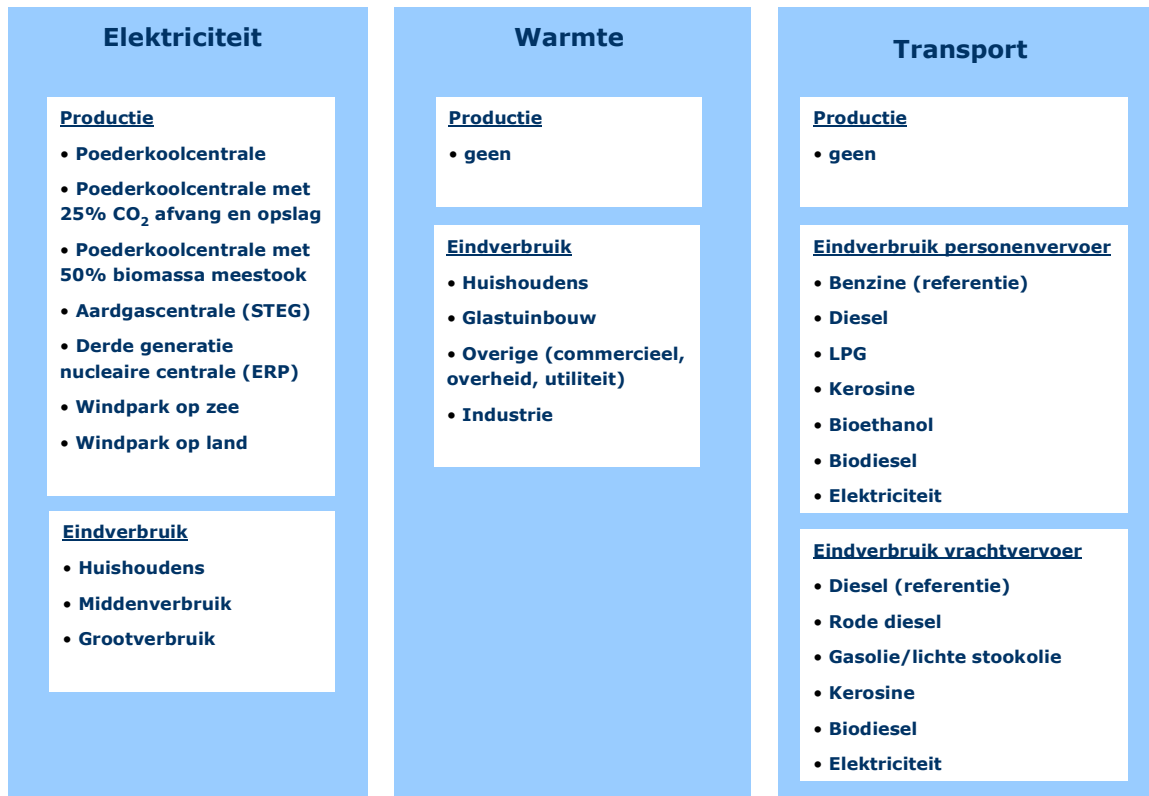 Elektriciteit
Productie
• Poederkoolcentrale
• Poederkoolcentrale met
25% CO₂ afvang en opslag
• Poederkoolcentrale met
50% biomassa meestook
• Aardgascentrale (STEG)
• Derde generatie
nucleaire centrale (ERP)
• Windpark op zee
• Windpark op land
Eindverbruik
• Huishoudens
• Middenverbruik
• Grootverbruik
Warmte
Productie
• geen
Eindverbruik
• Huishoudens
• Glastuinbouw
• Overige (commercieel,
overheid, utiliteit)
• Industrie
Transport
Productie
• geen
Eindverbruik personenvervoer
• Benzine (referentie)
• Diesel
• LPG
• Kerosine
• Bioethanol
• Biodiesel
• Elektriciteit
Eindverbruik vrachtvervoer
• Diesel (referentie)
• Rode diesel
• Gasolie/lichte stookolie
• Kerosine
• Biodiesel
• Elektriciteit